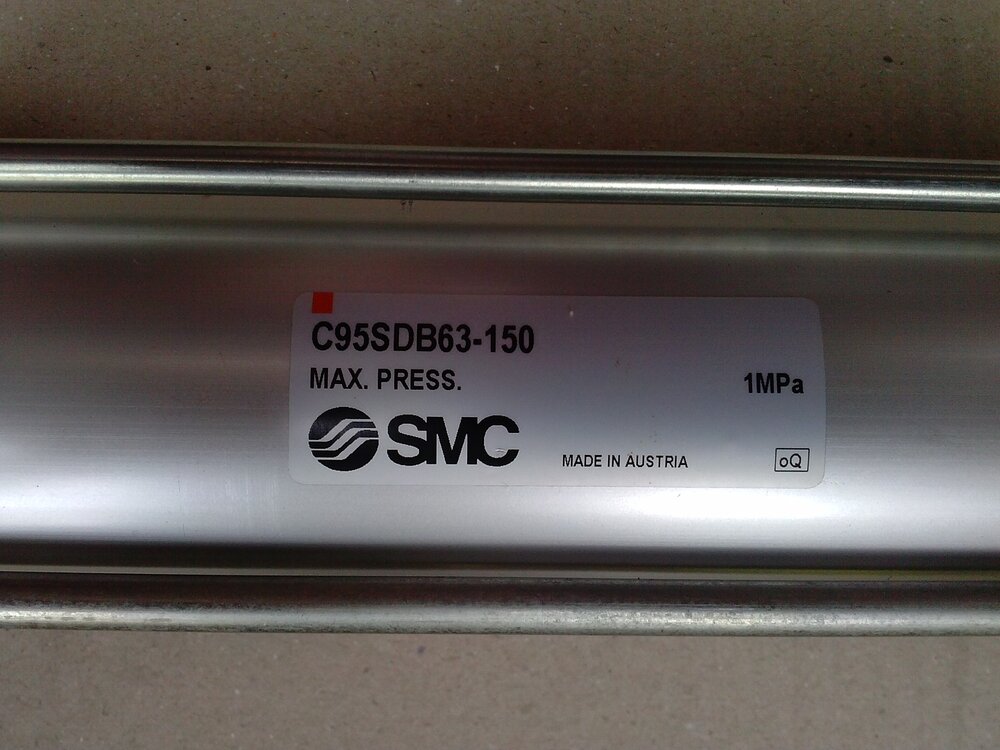 C95SDB63-150
MAX. PRESS. 1MPa
SMC MADE IN AUSTRIA oQ